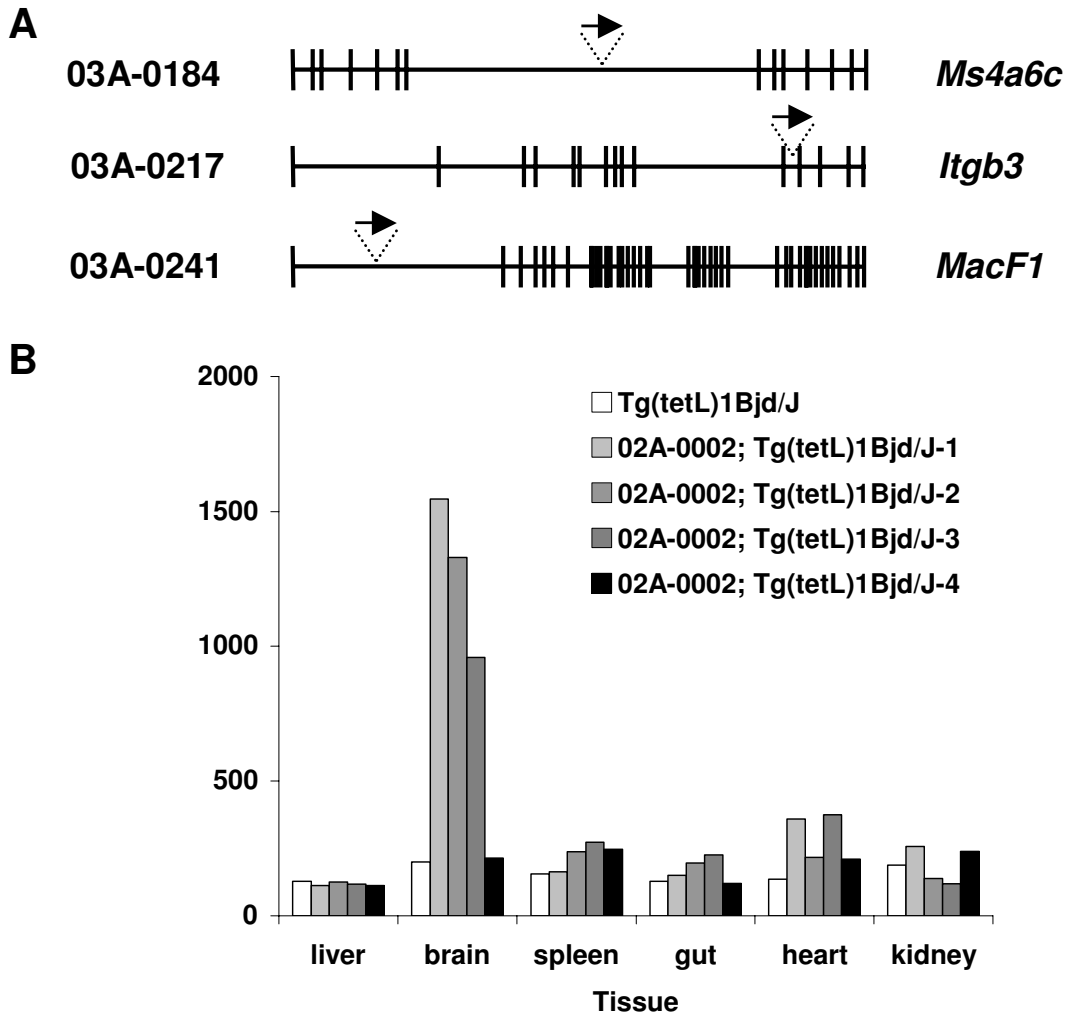 A
03A-0184
Ms4a6c
03A-0217
Itgb3
03A-0241
MacF1
B
2000
1500
1000
500
0
Tg(tetL)1Bjd/J
02A-0002; Tg(tetL)1Bjd/J-1
02A-0002; Tg(tetL)1Bjd/J-2
02A-0002; Tg(tetL)1Bjd/J-3
02A-0002; Tg(tetL)1Bjd/J-4
liver brain spleen gut heart kidney
Tissue